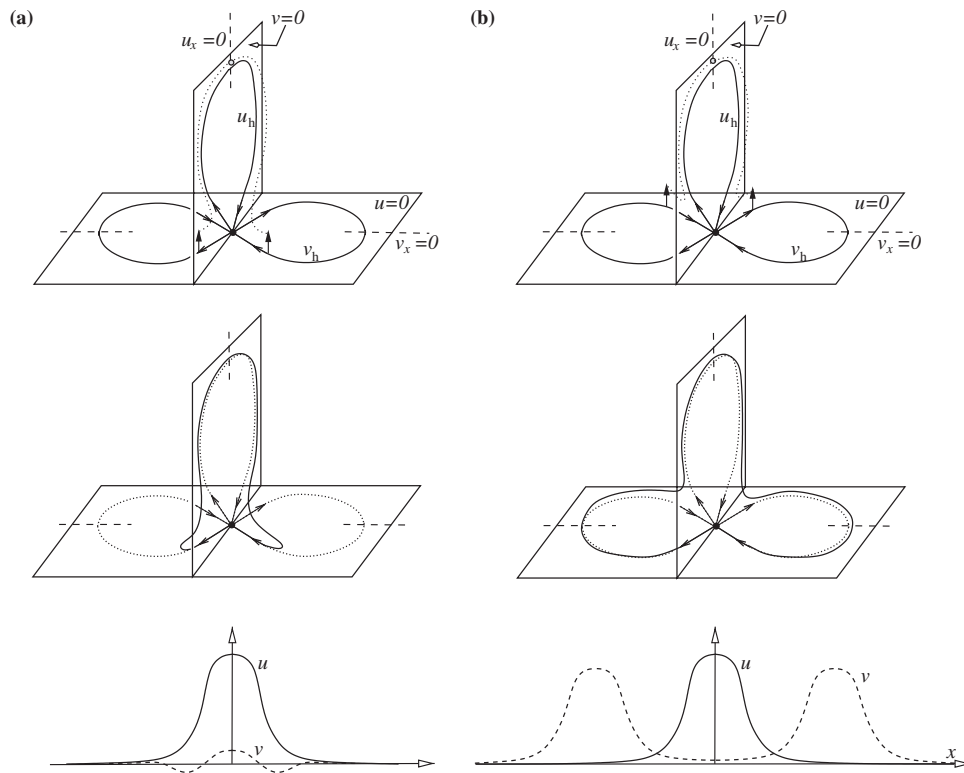 (a)
v=0
u_x =0
u_h
u=0
v_x =0
v_h
u
v
(b)
v=0
u_x =0
u_h
u=0
v_x =0
v_h
u
v
x